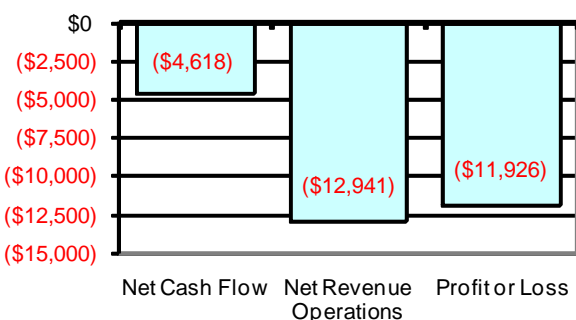 $0
($2,500)
($5,000)
($7,500)
($10,000)
($12,500)
($15,000)
($4,618)
($12,941)
($11,926)
Net Cash Flow
Net Revenue
Operations
Profit or Loss